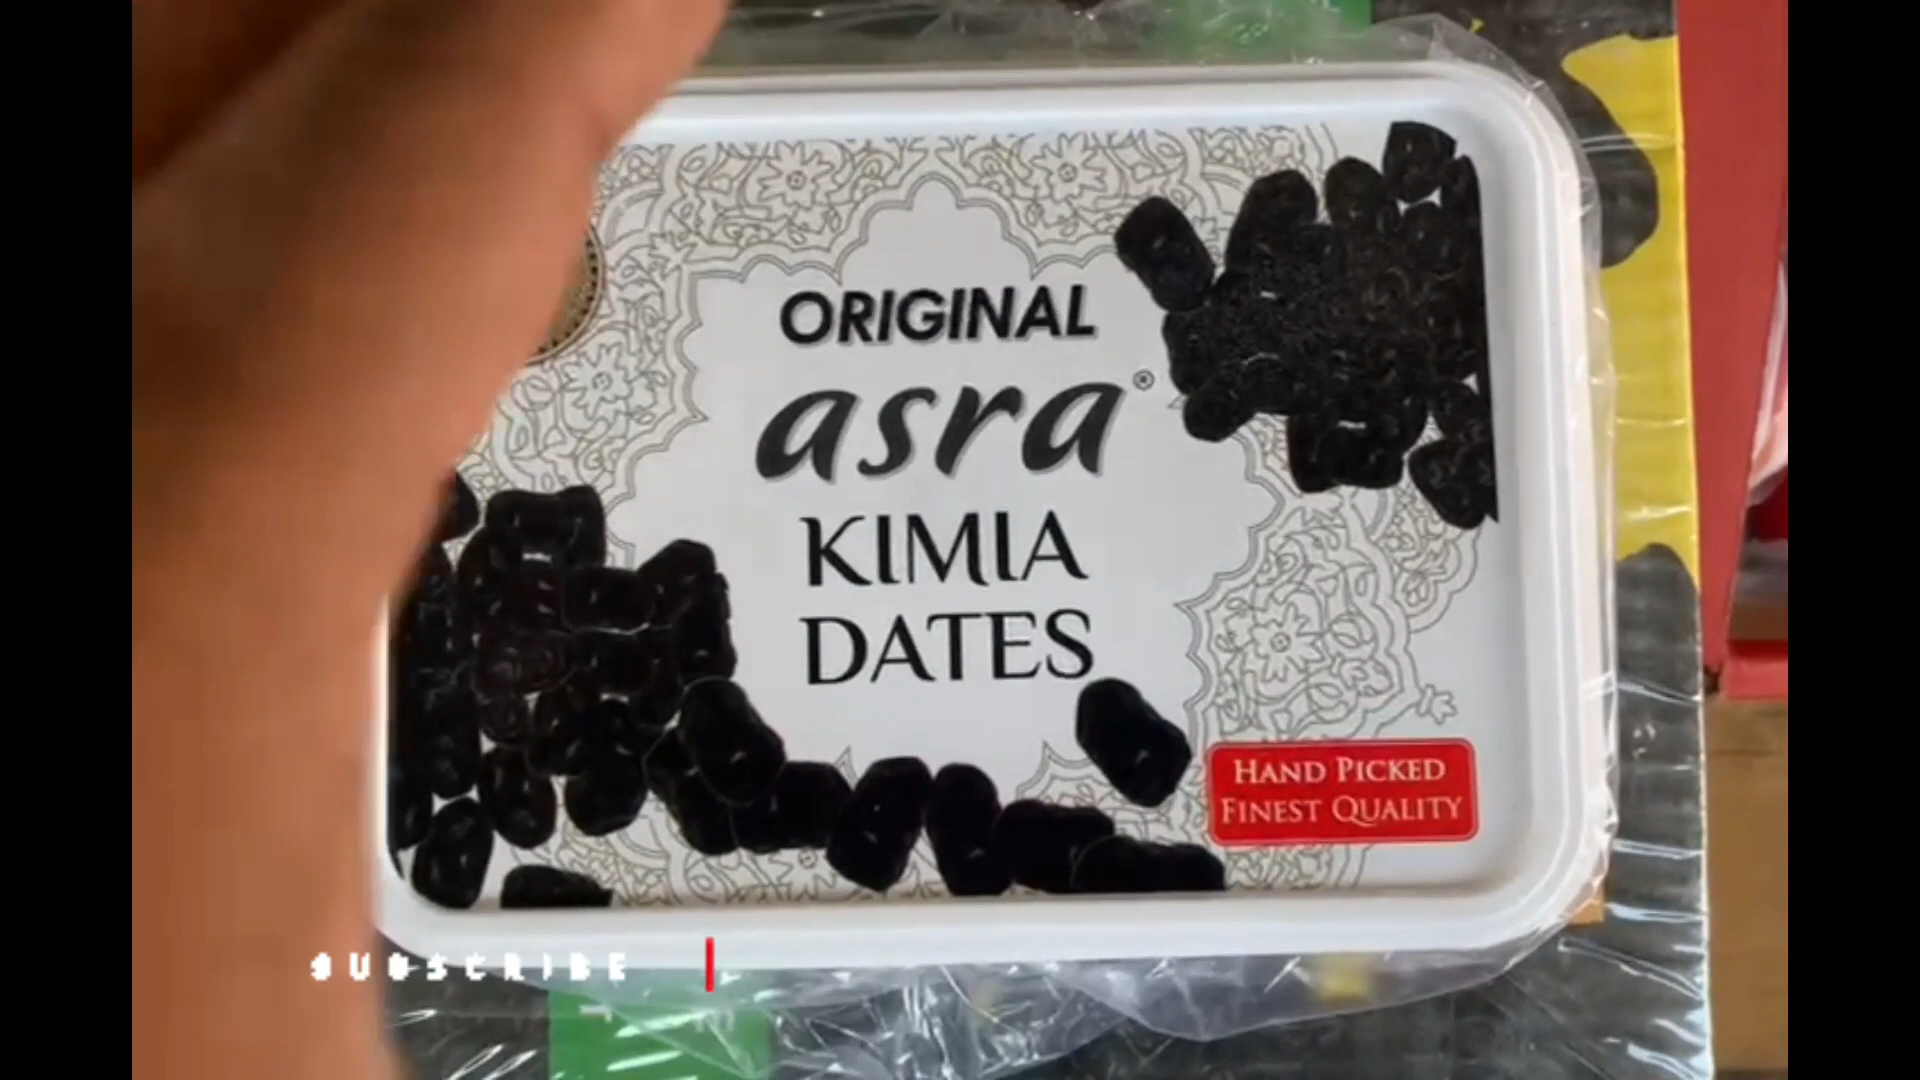 ORIGINAL
asra®
KIMIA
DATES
HAND PICKED
FINEST QUALITY
SUBSCRIBE